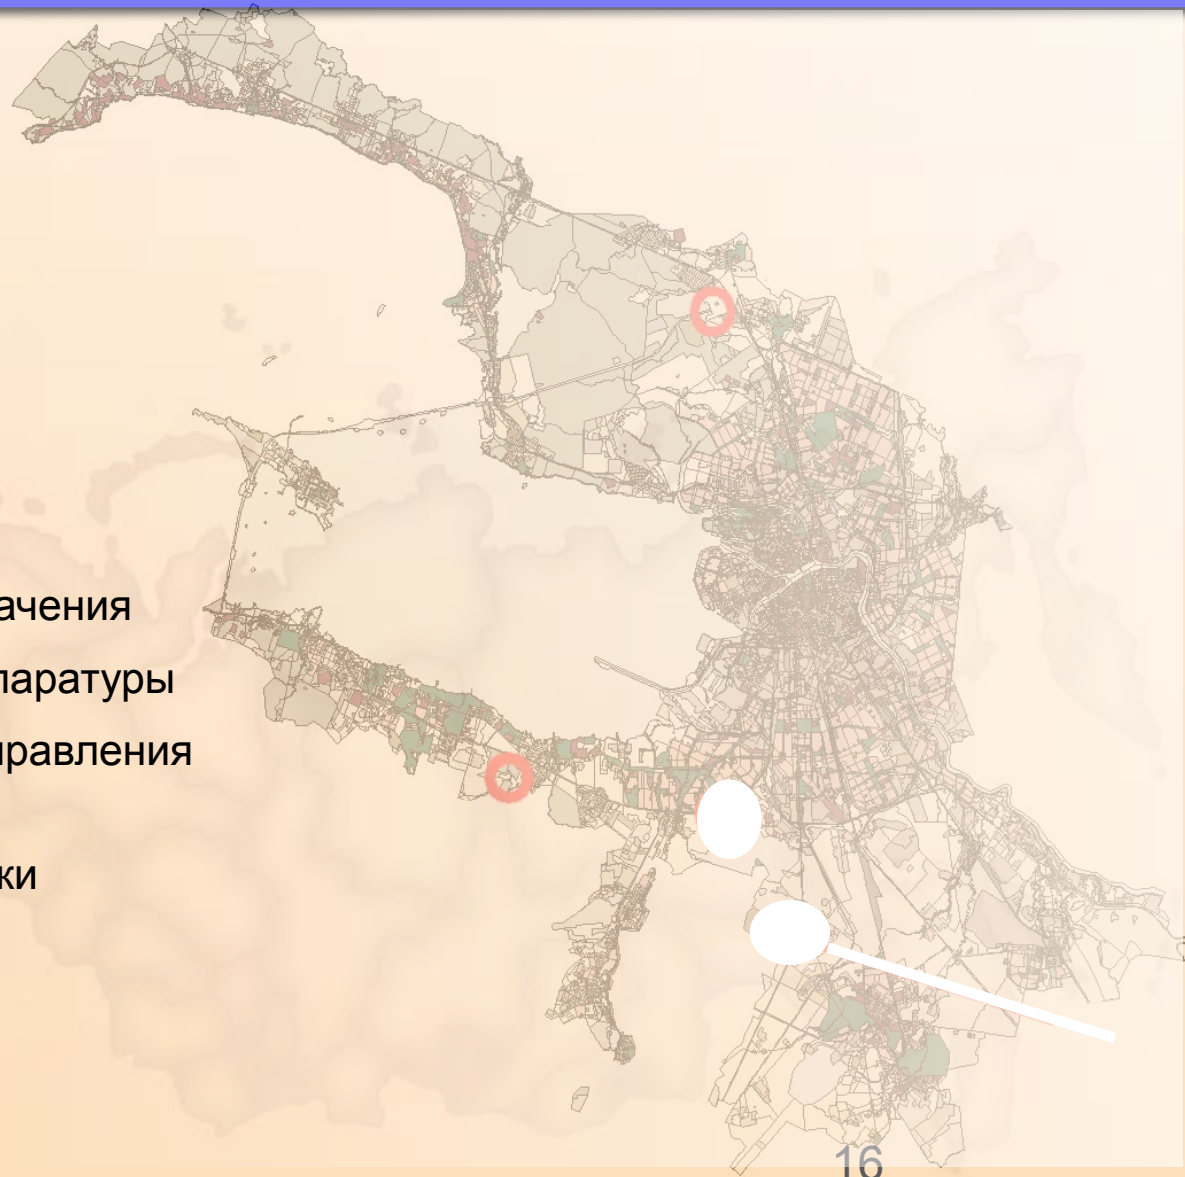 ачения
паратуры
правления
ки
16